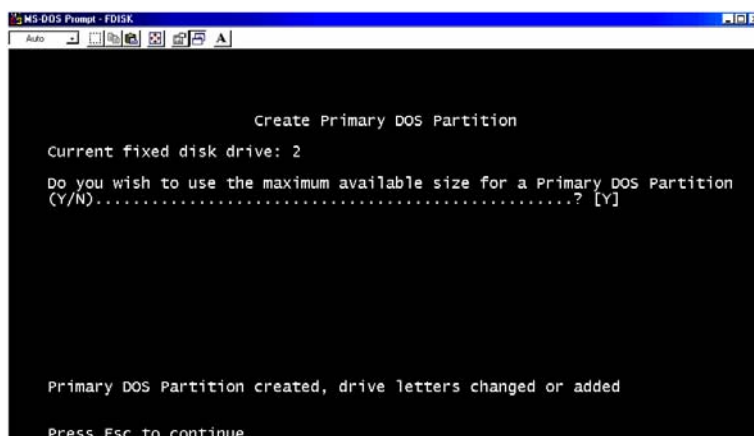 MS-DOS Prompt - FDISK
Auto
A
Create Primary DOS Partition
Current fixed disk drive: 2
Do you wish to use the maximum available size for a Primary DOS Partition
(Y/N)...................................................? [Y]
Primary DOS Partition created, drive letters changed or added
Press Esc to continue